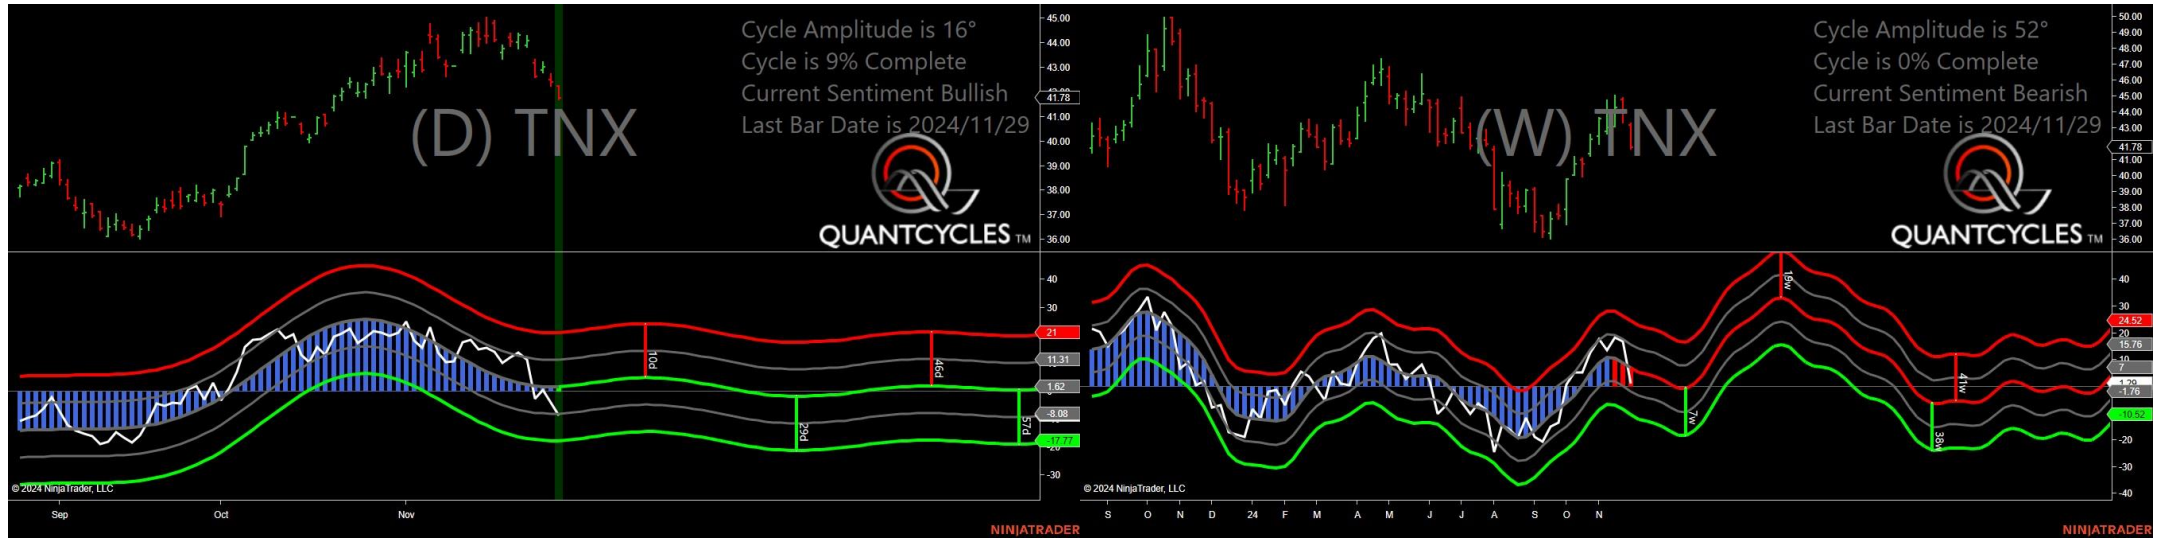 Cycle Amplitude is 16°
Cycle is 9% Complete
Current Sentiment Bullish
Last Bar Date is 2024/11/29
(D) TNX
QUANTCYCLES TM
45.00
44.00
43.00
41.78
41.00
40.00
39.00
38.00
37.00
36.00
40
30
21
11.31
1.62
-8.08
-17.77
-20
-30
10d
29d
46d
57d
© 2024 NinjaTrader, LLC
Sep Oct Nov
NINJATRADER
Cycle Amplitude is 52°
Cycle is 0% Complete
Current Sentiment Bearish
Last Bar Date is 2024/11/29
(W) TNX
QUANTCYCLES TM
50.00
49.00
48.00
47.00
46.00
45.00
44.00
43.00
41.78
41.00
40.00
39.00
38.00
37.00
36.00
40
30
24.52
20
15.76
10
7
1.29
-1.76
-10.52
-20
-30
-40
7w
19w
38w
41w
© 2024 NinjaTrader, LLC
S O N D 24 F M A M J J A S O N
NINJATRADER